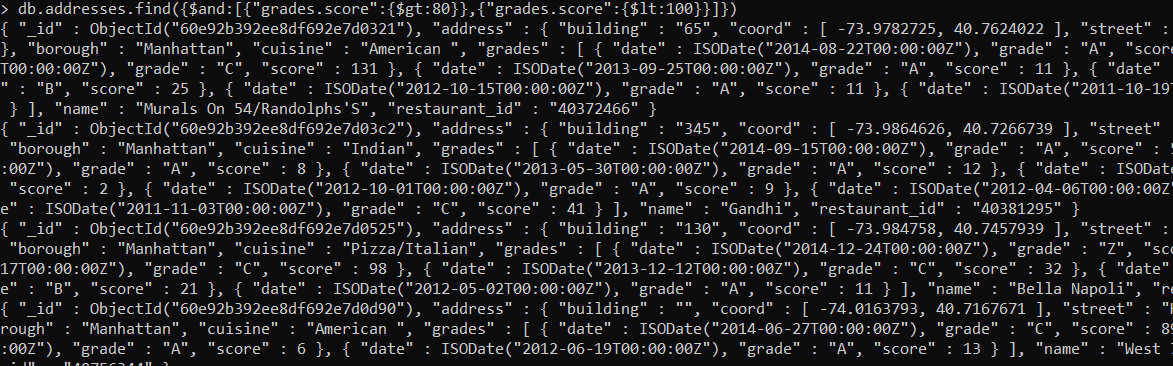 > db.addresses.find({$and:[{"grades.score":{$gt:80}},{"grades.score":{$lt:100}}]})
{ "_id" : ObjectId("60e92b392ee8df692e7d0321"), "address" : { "building" : "65", "coord" : [ -73.9782725, 40.7624022 ], "street" :
}, "borough" : "Manhattan", "cuisine" : "American ", "grades" : [ { "date" : ISODate("2014-08-22T00:00:00Z"), "grade" : "A", "score" :
T00:00:00Z"), "grade" : "C", "score" : 131 }, { "date" : ISODate("2013-09-25T00:00:00Z"), "grade" : "A", "score" : 11 }, { "date" :
" : "B", "score" : 25 }, { "date" : ISODate("2012-10-15T00:00:00Z"), "grade" : "A", "score" : 11 }, { "date" : ISODate("2011-10-19T
} ], "name" : "Murals On 54/Randolphs'S", "restaurant_id" : "40372466" }
{ "_id" : ObjectId("60e92b392ee8df692e7d03c2"), "address" : { "building" : "345", "coord" : [ -73.9864626, 40.7266739 ], "street" :
"borough" : "Manhattan", "cuisine" : "Indian", "grades" : [ { "date" : ISODate("2014-09-15T00:00:00Z"), "grade" : "A", "score" :
:00Z"), "grade" : "A", "score" : 8 }, { "date" : ISODate("2013-05-30T00:00:00Z"), "grade" : "A", "score" : 12 }, { "date" : ISODate
"score" : 2 }, { "date" : ISODate("2012-10-01T00:00:00Z"), "grade" : "A", "score" : 9 }, { "date" : ISODate("2012-04-06T00:00:00Z
e" : ISODate("2011-11-03T00:00:00Z"), "grade" : "C", "score" : 41 } ], "name" : "Gandhi", "restaurant_id" : "40381295" }
{ "_id" : ObjectId("60e92b392ee8df692e7d0525"), "address" : { "building" : "130", "coord" : [ -73.984758, 40.7457939 ], "street" :
"borough" : "Manhattan", "cuisine" : "Pizza/Italian", "grades" : [ { "date" : ISODate("2014-12-24T00:00:00Z"), "grade" : "Z", "scor
17T00:00:00Z"), "grade" : "C", "score" : 98 }, { "date" : ISODate("2013-12-12T00:00:00Z"), "grade" : "C", "score" : 32 }, { "date"
e" : "B", "score" : 21 }, { "date" : ISODate("2012-05-02T00:00:00Z"), "grade" : "A", "score" : 11 } ], "name" : "Bella Napoli", "re
{ "_id" : ObjectId("60e92b392ee8df692e7d0d90"), "address" : { "building" : "", "coord" : [ -74.0163793, 40.7167671 ], "street" : "
rough" : "Manhattan", "cuisine" : "American ", "grades" : [ { "date" : ISODate("2014-06-27T00:00:00Z"), "grade" : "C", "score" : 89
:00Z"), "grade" : "A", "score" : 6 }, { "date" : ISODate("2012-06-19T00:00:00Z"), "grade" : "A", "score" : 13 } ], "name" : "West